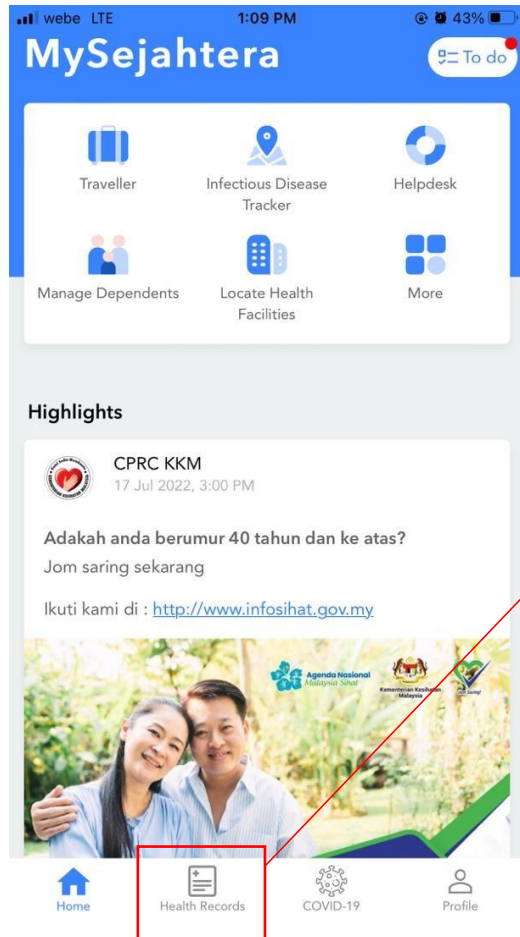 webe LTE 1:09 PM 43%
MySejahtera
To do
Traveller
Infectious Disease
Tracker
Helpdesk
Manage Dependents
Locate Health
Facilities
More
Highlights
CPRC KKM
17 Jul 2022, 3:00 PM
Adakah anda berumur 40 tahun dan ke atas?
Jom saring sekarang
Ikuti kami di : http://www.infosihat.gov.my
Agenda Nasional
Malaysia Sihat
Kementerian Kesihatan
Malaysia
Home
Health Records
COVID-19
Profile